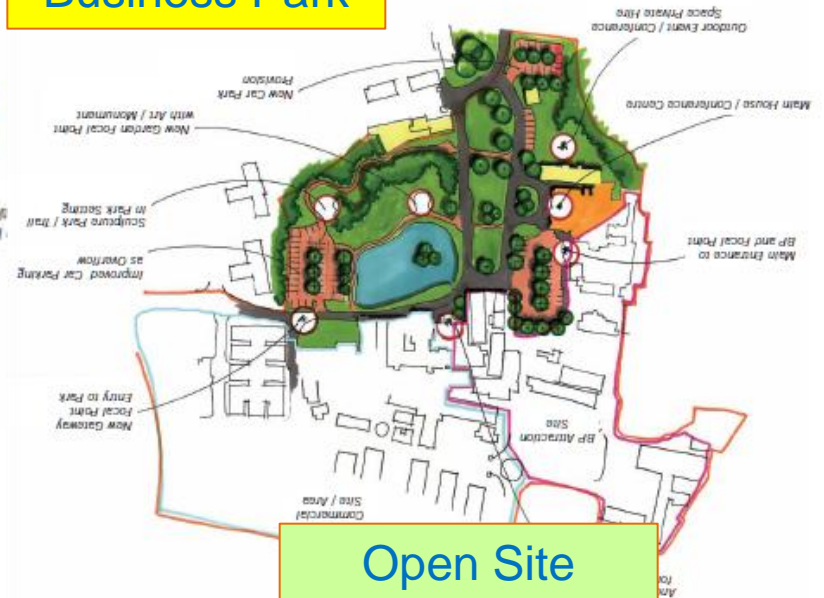 Business Park
Outdoor Event / Conference
Space Private Hire
New Car Park
Provision
Main House / Conference Centre
New Garden Focal Point
with Art / Monument
Sculpture Park / Trail
In Park Setting
Main Entrance to
BP and Focal Point
Improved Car Parking
as Overflow
New Gateway
Focal Point
Entry to Park
BP Attraction
Site
Commercial
Site / Area
Open Site